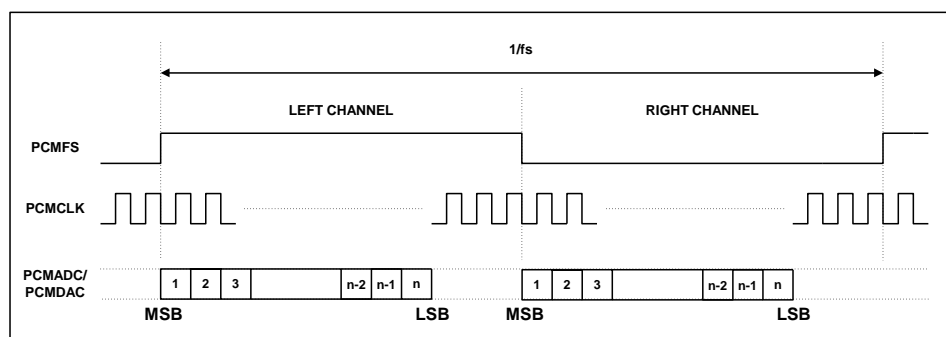 1/fs
LEFT CHANNEL RIGHT CHANNEL
PCMFS
PCMCLK
PCMADC/
PCMDAC
1 2 3 n-2 n-1 n 1 2 3 n-2 n-1 n
MSB LSB MSB LSB